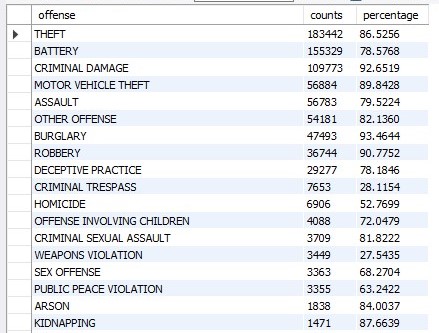 offense counts percentage
THEFT 183442 86.5256
BATTERY 155329 78.5768
CRIMINAL DAMAGE 109773 92.6519
MOTOR VEHICLE THEFT 56884 89.8428
ASSAULT 56783 79.5224
OTHER OFFENSE 54181 82.1360
BURGLARY 47493 93.4644
ROBBERY 36744 90.7752
DECEPTIVE PRACTICE 29277 78.1846
CRIMINAL TRESPASS 7653 28.1154
HOMICIDE 6906 52.7699
OFFENSE INVOLVING CHILDREN 4088 72.0479
CRIMINAL SEXUAL ASSAULT 3709 81.8222
WEAPONS VIOLATION 3449 27.5435
SEX OFFENSE 3363 68.2704
PUBLIC PEACE VIOLATION 3355 63.2422
ARSON 1838 84.0037
KIDNAPPING 1471 87.6639